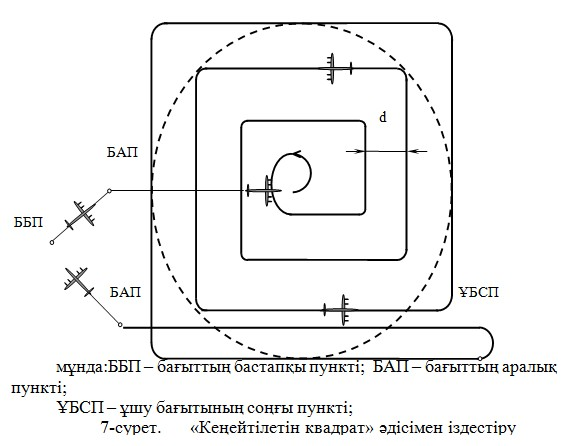 d
БАП
ББП
БАП
ҰБСП
мұнда:ББП – бағыттың бастапқы пункті; БАП – бағыттың аралық
пункті;
ҰБСП – ұшу бағытының соңғы пункті;
7-сурет. «Кеңейтілетін квадрат» әдісімен іздестіру